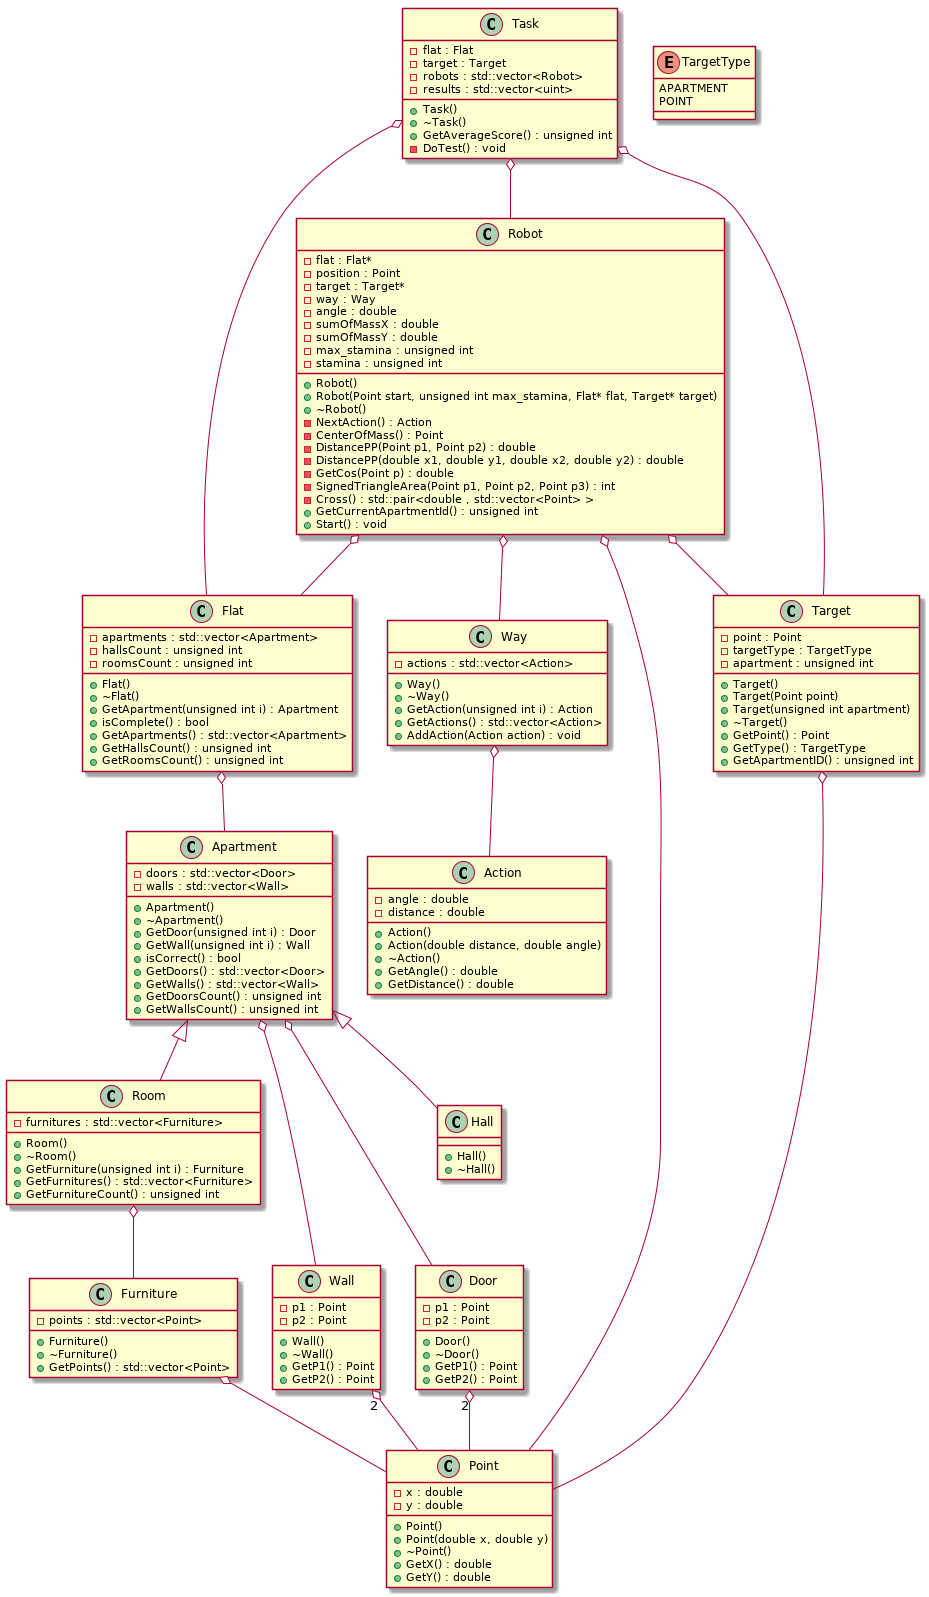 C Task
flat : Flat
target : Target
robots : std::vector<Robot>
results : std::vector<uint>
Task()
~Task()
GetAverageScore() : unsigned int
DoTest() : void
E TargetType
APARTMENT
POINT
C Robot
flat : Flat*
position : Point
target : Target*
way : Way
angle : double
sumOfMassX : double
sumOfMassY : double
max_stamina : unsigned int
stamina : unsigned int
Robot()
Robot(Point start, unsigned int max_stamina, Flat* flat, Target* target)
~Robot()
NextAction() : Action
CenterOfMass() : Point
DistancePP(Point p1, Point p2) : double
DistancePP(double x1, double y1, double x2, double y2) : double
GetCos(Point p) : double
SignedTriangleArea(Point p1, Point p2, Point p3) : int
Cross() : std::pair<double , std::vector<Point> >
GetCurrentApartmentId() : unsigned int
Start() : void
C Flat
apartments : std::vector<Apartment>
hallsCount : unsigned int
roomsCount : unsigned int
Flat()
~Flat()
GetApartment(unsigned int i) : Apartment
isComplete() : bool
GetApartments() : std::vector<Apartment>
GetHallsCount() : unsigned int
GetRoomsCount() : unsigned int
C Way
actions : std::vector<Action>
Way()
~Way()
GetAction(unsigned int i) : Action
GetActions() : std::vector<Action>
AddAction(Action action) : void
C Target
point : Point
targetType : TargetType
apartment : unsigned int
Target()
Target(Point point)
Target(unsigned int apartment)
~Target()
GetPoint() : Point
GetType() : TargetType
GetApartmentID() : unsigned int
C Apartment
doors : std::vector<Door>
walls : std::vector<Wall>
Apartment()
~Apartment()
GetDoor(unsigned int i) : Door
GetWall(unsigned int i) : Wall
isCorrect() : bool
GetDoors() : std::vector<Door>
GetWalls() : std::vector<Wall>
GetDoorsCount() : unsigned int
GetWallsCount() : unsigned int
C Action
angle : double
distance : double
Action()
Action(double distance, double angle)
~Action()
GetAngle() : double
GetDistance() : double
C Room
furnitures : std::vector<Furniture>
Room()
~Room()
GetFurniture(unsigned int i) : Furniture
GetFurnitures() : std::vector<Furniture>
GetFurnitureCount() : unsigned int
C Hall
Hall()
~Hall()
C Furniture
points : std::vector<Point>
Furniture()
~Furniture()
GetPoints() : std::vector<Point>
C Wall
p1 : Point
p2 : Point
Wall()
~Wall()
GetP1() : Point
GetP2() : Point
C Door
p1 : Point
p2 : Point
Door()
~Door()
GetP1() : Point
GetP2() : Point
2
2
C Point
x : double
y : double
Point()
Point(double x, double y)
~Point()
GetX() : double
GetY() : double